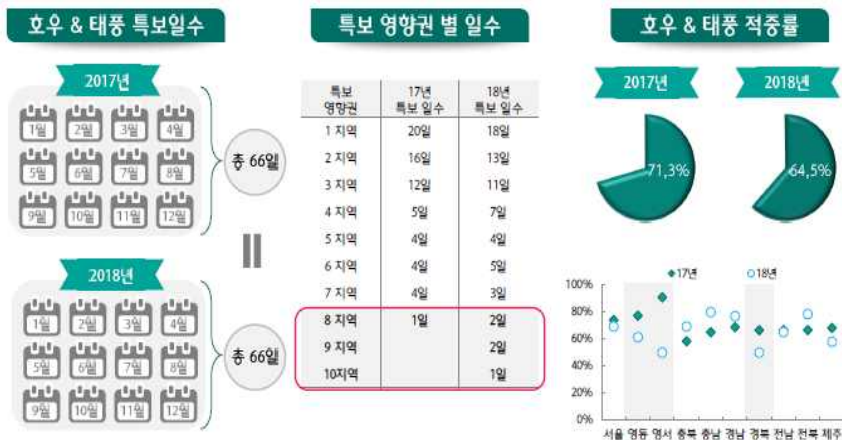 호우 & 태풍 특보일수
2017년
1월 2월 3월 4월
5월 6월 7월 8월
9월 10월 11월 12월
총 66일
2018년
1월 2월 3월 4월
5월 6월 7월 8월
9월 10월 11월 12월
총 66일
특보 영향권 별 일수
특보 영향권 17년 특보 일수 18년 특보 일수
1 지역 20일 18일
2 지역 16일 13일
3 지역 12일 11일
4 지역 5일 7일
5 지역 4일 4일
6 지역 4일 5일
7 지역 4일 3일
8 지역 1일 2일
9 지역 2일
10지역 1일
호우 & 태풍 적중률
2017년 2018년
71,3% 64,5%
17년 18년
100%
80%
60%
40%
20%
0%
서울 영동 영서 충북 충남 경남 경북 전남 전북 제주